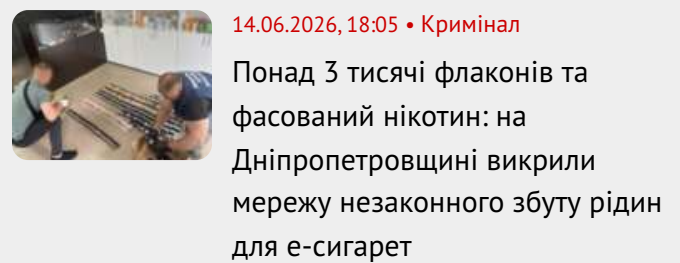 14.06.2026, 18:05 • Кримінал
Понад 3 тисячі флаконів та
фасований нікотин: на
Дніпропетровщині викрили
мережу незаконного збуту рідин
для е-сигарет